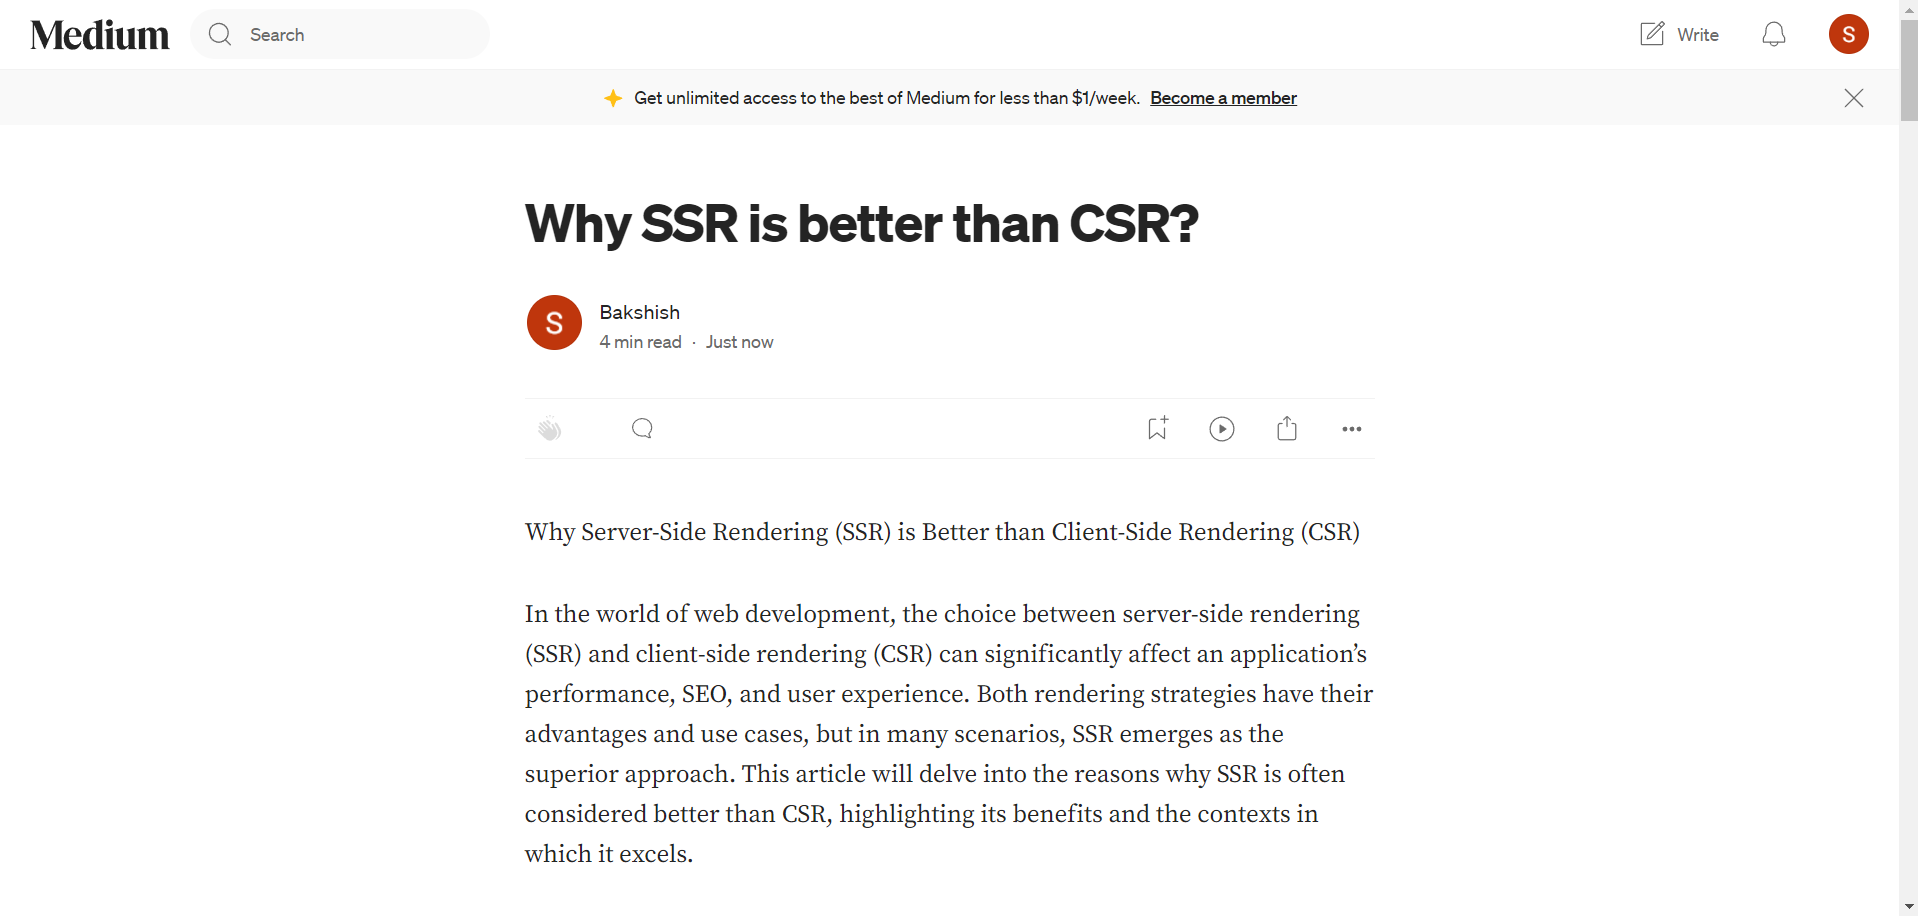 Medium
Search
Write
S
Get unlimited access to the best of Medium for less than $1/week. Become a member
Why SSR is better than CSR?
S
Bakshish
4 min read · Just now
Why Server-Side Rendering (SSR) is Better than Client-Side Rendering (CSR)
In the world of web development, the choice between server-side rendering
(SSR) and client-side rendering (CSR) can significantly affect an application’s
performance, SEO, and user experience. Both rendering strategies have their
advantages and use cases, but in many scenarios, SSR emerges as the
superior approach. This article will delve into the reasons why SSR is often
considered better than CSR, highlighting its benefits and the contexts in
which it excels.